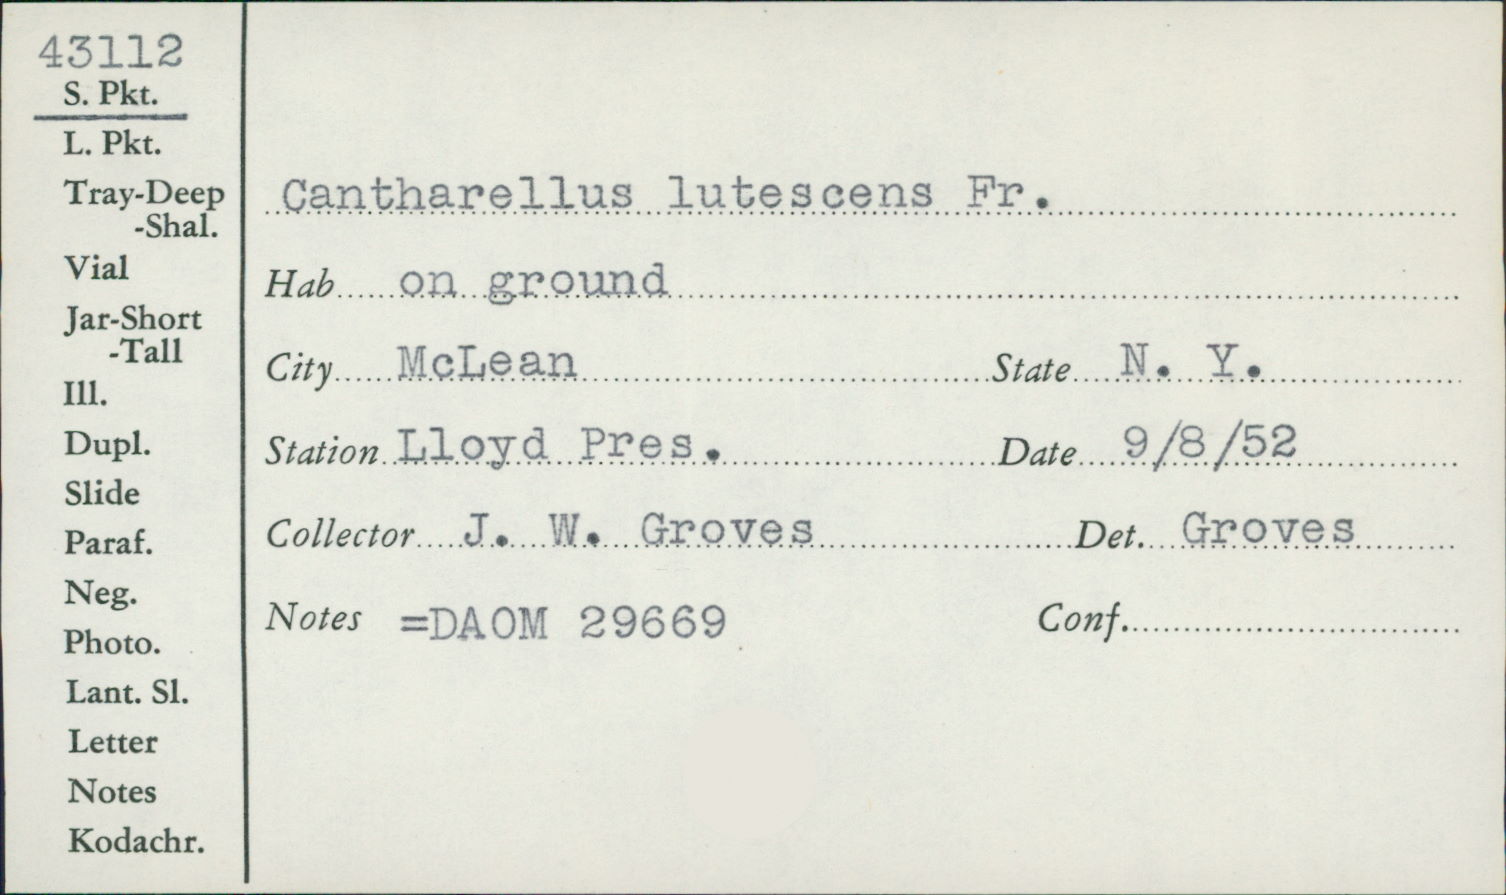 43112
S. Pkt.
L. Pkt.
Tray-Deep
-Shal.
Vial
Jar-Short
-Tall
Ill.
Dupl.
Slide
Paraf.
Neg.
Photo.
Lant. Sl.
Letter
Notes
Kodachr.
Cantharellus lutescens Fr.
Hab on ground
City McLean State N. Y.
Station Lloyd Pres. Date 9/8/52
Collector J. W. Groves Det. Groves
Notes =DAOM 29669 Conf.